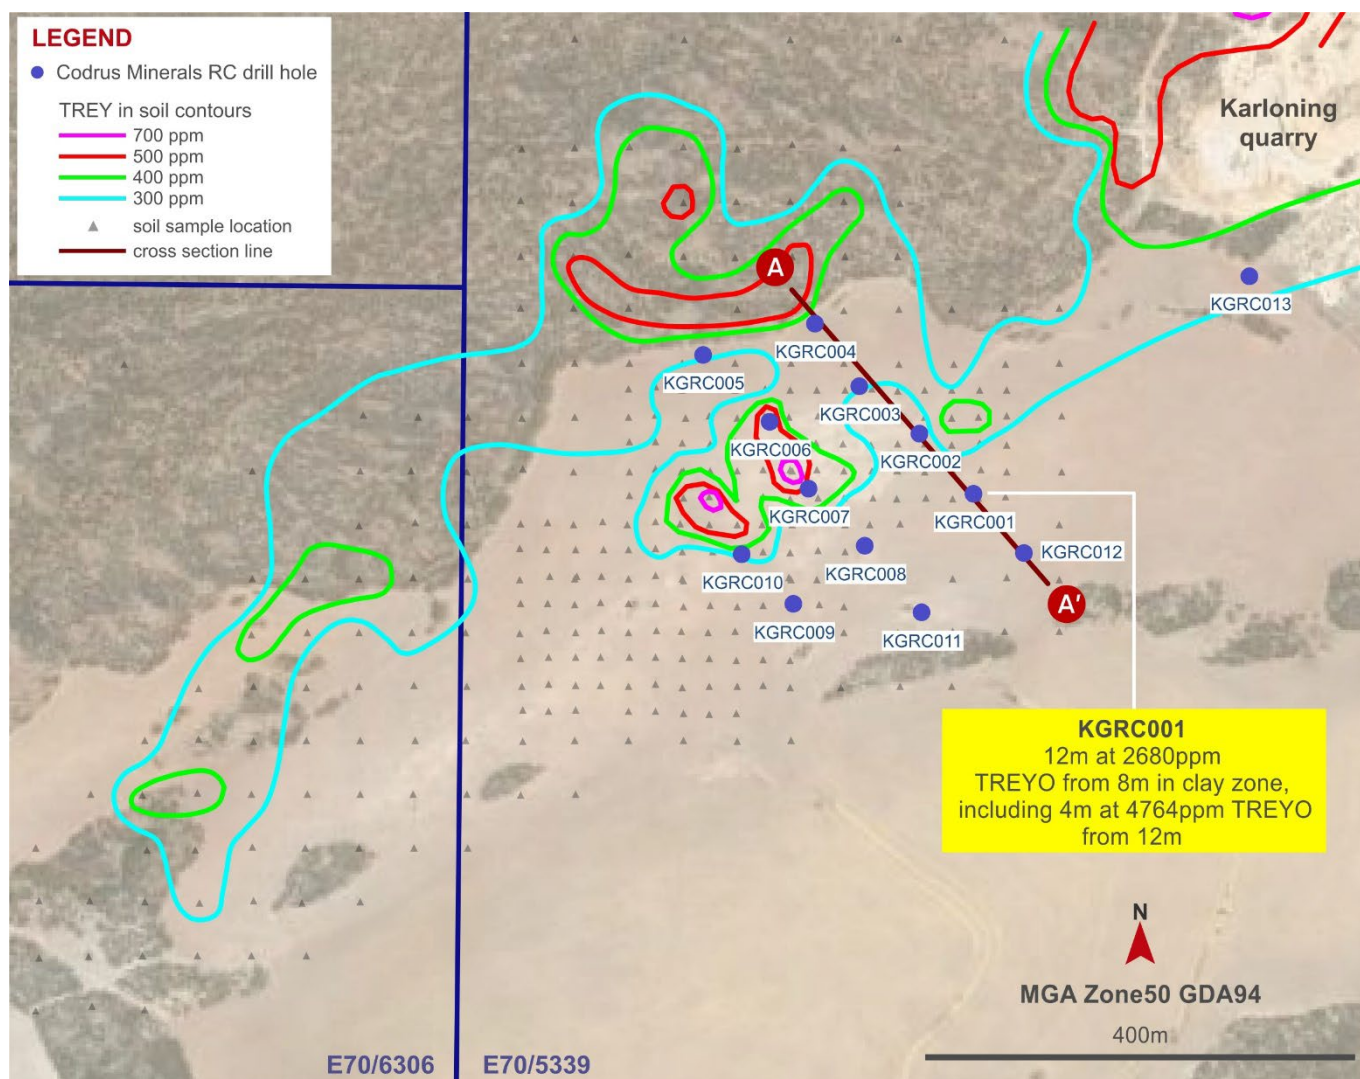 LEGEND
Codrus Minerals RC drill hole
TREY in soil contours
700 ppm
500 ppm
400 ppm
300 ppm
soil sample location
cross section line
Karloning
quarry
A
KGRC013
KGRC004
KGRC005
KGRC003
KGRC006
KGRC002
KGRC007
KGRC001
KGRC012
KGRC010
KGRC008
A'
KGRC009
KGRC011
KGRC001
12m at 2680ppm
TREYO from 8m in clay zone,
including 4m at 4764ppm TREYO
from 12m
N
MGA Zone50 GDA94
400m
E70/6306
E70/5339